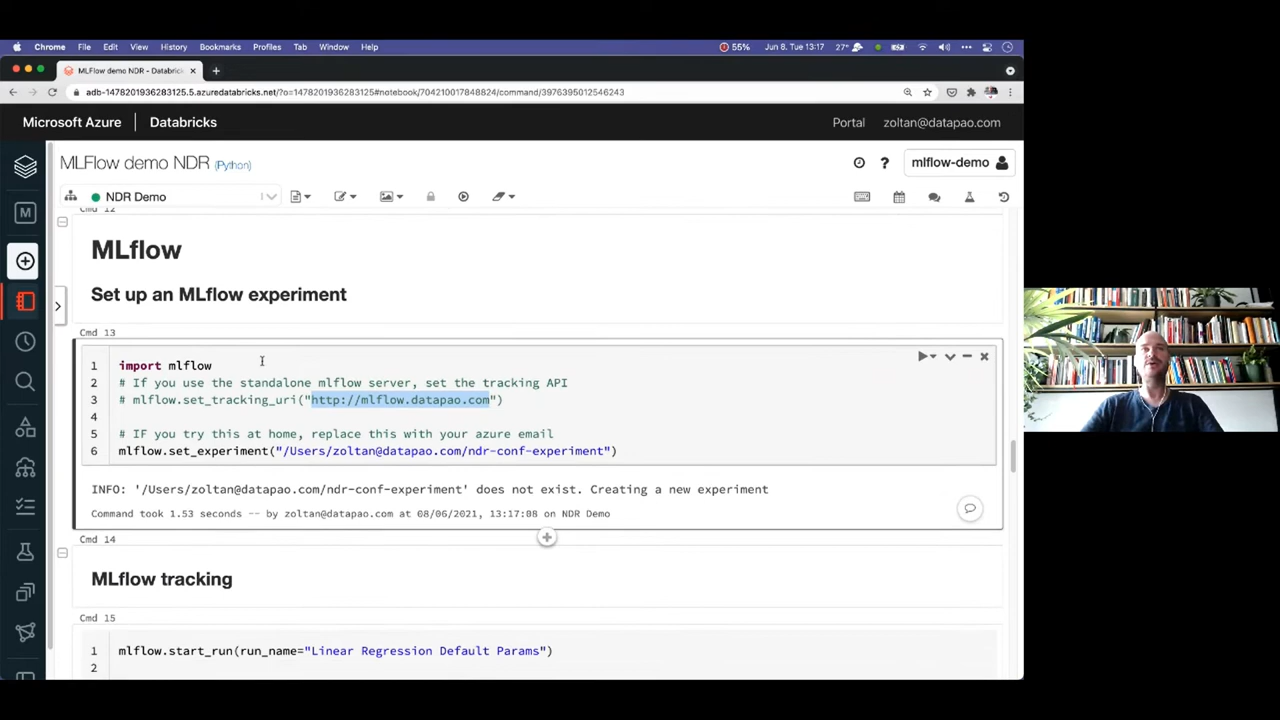 Chrome File Edit View History Bookmarks Profiles Tab Window Help 55% Jun 8. Tue 13:17 27°
MLFlow demo NDR - Databric
adb-1478201936283125.5.azuredatabricks.net/?o=1478201936283125#notebook/704210017848824/command/3976395012546243
Microsoft Azure Databricks Portal zoltan@datapao.com
MLFlow demo NDR (Python) mlflow-demo
NDR Demo
Cmd 12
MLflow
Set up an MLflow experiment
Cmd 13
1 import mlflow
2 # If you use the standalone mlflow server, set the tracking API
3 # mlflow.set_tracking_uri("http://mlflow.datapao.com")
4
5 # IF you try this at home, replace this with your azure email
6 mlflow.set_experiment("/Users/zoltan@datapao.com/ndr-conf-experiment")
INFO: '/Users/zoltan@datapao.com/ndr-conf-experiment' does not exist. Creating a new experiment
Command took 1.53 seconds -- by zoltan@datapao.com at 08/06/2021, 13:17:08 on NDR Demo
Cmd 14
MLflow tracking
Cmd 15
1 mlflow.start_run(run_name="Linear Regression Default Params")
2